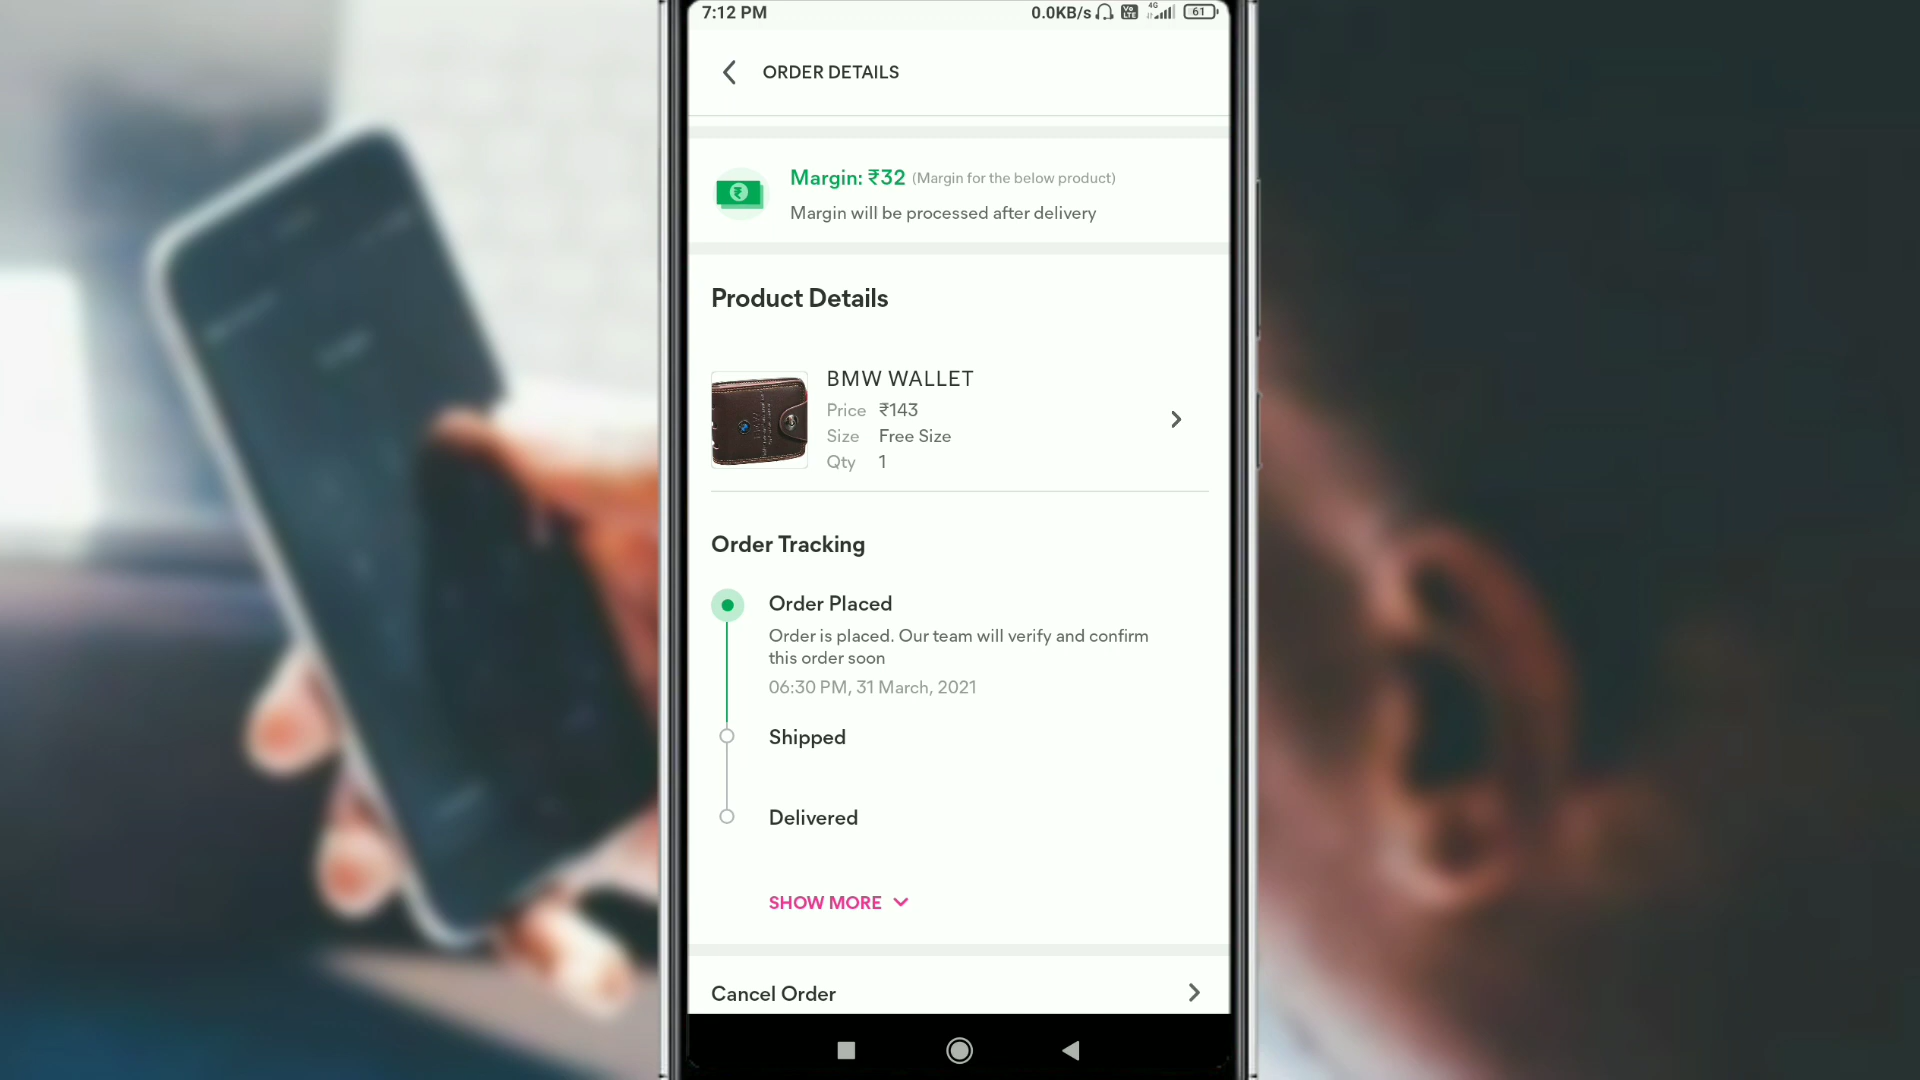 7:12 PM
0.0KB/s
Vo LTE
4G
61
ORDER DETAILS
Margin: ₹32 (Margin for the below product)
Margin will be processed after delivery
Product Details
BMW WALLET
Price ₹143
Size Free Size
Qty 1
Order Tracking
Order Placed
Order is placed. Our team will verify and confirm
this order soon
06:30 PM, 31 March, 2021
Shipped
Delivered
SHOW MORE
Cancel Order